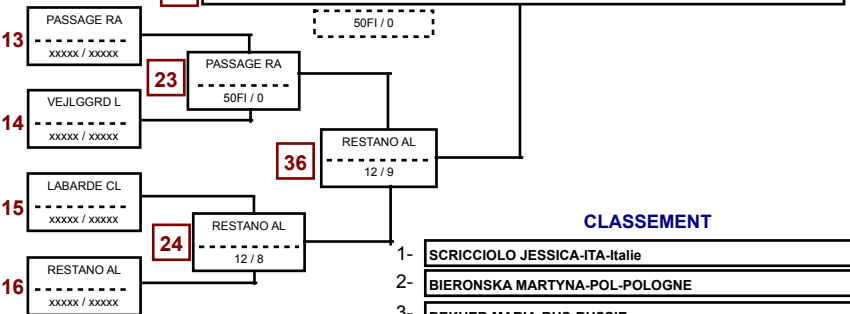 50FI / 0
13
PASSAGE RA
xxxxx / xxxxx
23
PASSAGE RA
50FI / 0
14
VEJLGGRD L
xxxxx / xxxxx
36
RESTANO AL
12 / 9
15
LABARDE CL
xxxxx / xxxxx
24
RESTANO AL
12 / 8
16
RESTANO AL
xxxxx / xxxxx
CLASSEMENT
1- SCRICCIOLO JESSICA-ITA-Italie
2- BIERONSKA MARTYNA-POL-POLOGNE
3-